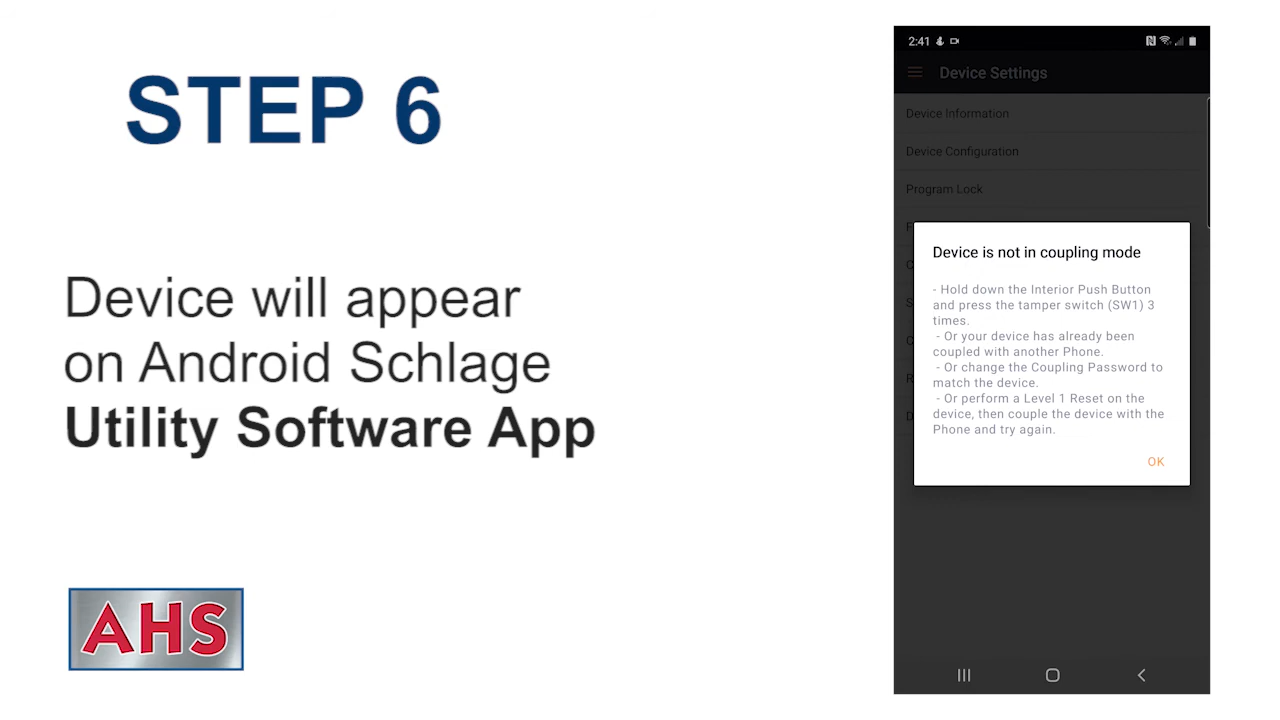 STEP 6
Device will appear
on Android Schlage
Utility Software App
AHS
2:41
Device Settings
Device Information
Device Configuration
Program Lock
Device is not in coupling mode
- Hold down the Interior Push Button
and press the tamper switch (SW1) 3
times.
- Or your device has already been
coupled with another Phone.
- Or change the Coupling Password to
match the device.
- Or perform a Level 1 Reset on the
device, then couple the device with the
Phone and try again.
OK